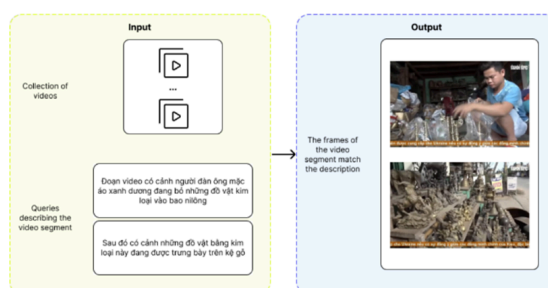 Input
Collection of
videos
...
Queries
describing the
video segment
Đoạn video có cảnh người đàn ông mặc
áo xanh dương đang bỏ những đồ vật kim
loại vào bao nilông
Sau đó có cảnh những đồ vật bằng kim
loại này đang được trưng bày trên kệ gỗ
Output
The frames of
the video
segment match
the description